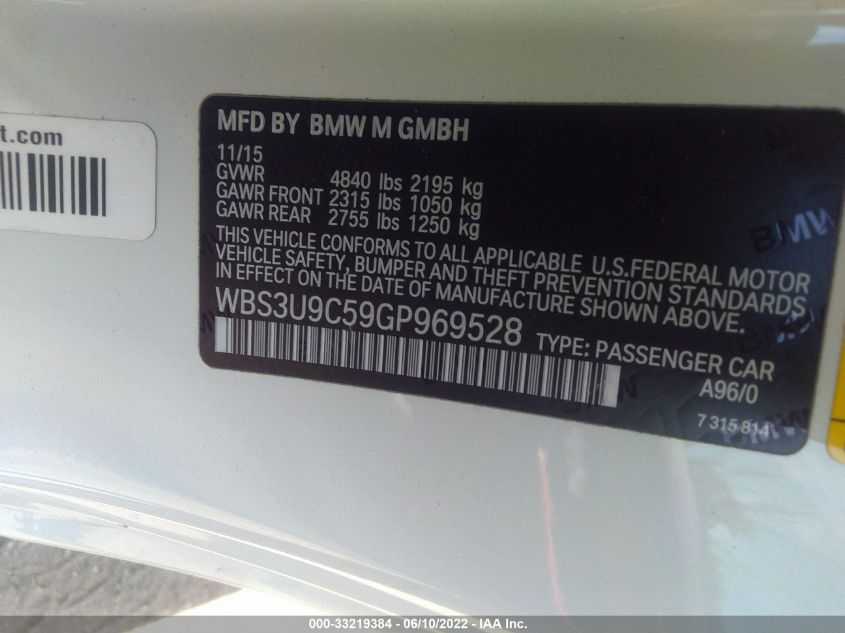 t.com
MFD BY BMW M GMBH
11/15
GVWR 4840 lbs 2195 kg
GAWR FRONT 2315 lbs 1050 kg
GAWR REAR 2755 lbs 1250 kg
THIS VEHICLE CONFORMS TO ALL APPLICABLE U.S.FEDERAL MOTOR
VEHICLE SAFETY, BUMPER AND THEFT PREVENTION STANDARDS
IN EFFECT ON THE DATE OF MANUFACTURE SHOWN ABOVE.
WBS3U9C59GP969528 TYPE: PASSENGER CAR
A96/0
7 315 814
BMW
BMW
000-33219384 - 06/10/2022 - IAA Inc.